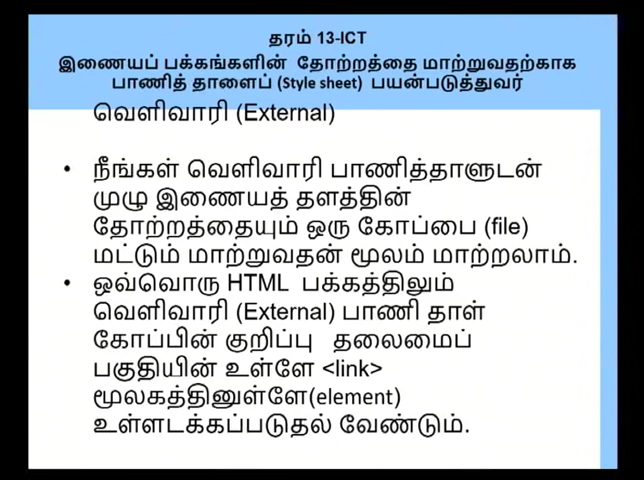 தரம் 13-ICT
இணையப் பக்கங்களின் தோற்றத்தை மாற்றுவதற்காக
பாணித் தாளைப் (Style sheet) பயன்படுத்துவர்
வெளிவாரி (External)
• நீங்கள் வெளிவாரி பாணித்தாளுடன்
முழு இணையத் தளத்தின்
தோற்றத்தையும் ஒரு கோப்பை (file)
மட்டும் மாற்றுவதன் மூலம் மாற்றலாம்.
• ஒவ்வொரு HTML பக்கத்திலும்
வெளிவாரி (External) பாணி தாள்
கோப்பின் குறிப்பு தலைமைப்
பகுதியின் உள்ளே <link>
மூலகத்தினுள்ளே(element)
உள்ளடக்கப்படுதல் வேண்டும்.